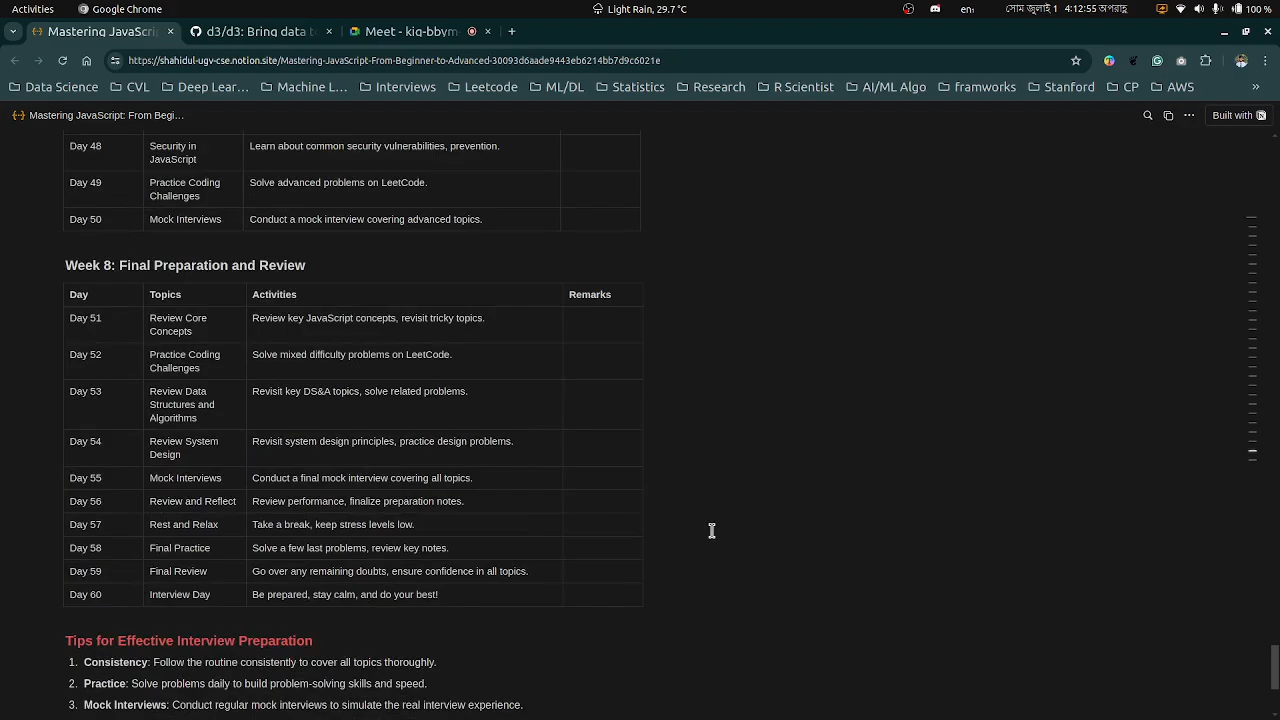 Activities Google Chrome Light Rain, 29.7 °C en₁ সোম জুলাই 1 4:12:55 অপরাহ্ণ 100 %
Mastering JavaScri × d3/d3: Bring data t × Meet - kig-bbym × +
https://shahidul-ugv-cse.notion.site/Mastering-JavaScript-From-Beginner-to-Advanced-30093d6aade9443eb6214bb7d9c6021e
Data Science CVL Deep Lear… Machine L… Interviews Leetcode ML/DL Statistics Research R Scientist AI/ML Algo framworks Stanford CP AWS »
Mastering JavaScript: From Begi… Built with
Day 48 Security in JavaScript Learn about common security vulnerabilities, prevention.
Day 49 Practice Coding Challenges Solve advanced problems on LeetCode.
Day 50 Mock Interviews Conduct a mock interview covering advanced topics.
Week 8: Final Preparation and Review
Day Topics Activities Remarks
Day 51 Review Core Concepts Review key JavaScript concepts, revisit tricky topics.
Day 52 Practice Coding Challenges Solve mixed difficulty problems on LeetCode.
Day 53 Review Data Structures and Algorithms Revisit key DS&A topics, solve related problems.
Day 54 Review System Design Revisit system design principles, practice design problems.
Day 55 Mock Interviews Conduct a final mock interview covering all topics.
Day 56 Review and Reflect Review performance, finalize preparation notes.
Day 57 Rest and Relax Take a break, keep stress levels low.
Day 58 Final Practice Solve a few last problems, review key notes.
Day 59 Final Review Go over any remaining doubts, ensure confidence in all topics.
Day 60 Interview Day Be prepared, stay calm, and do your best!
Tips for Effective Interview Preparation
1. Consistency: Follow the routine consistently to cover all topics thoroughly.
2. Practice: Solve problems daily to build problem-solving skills and speed.
3. Mock Interviews: Conduct regular mock interviews to simulate the real interview experience.